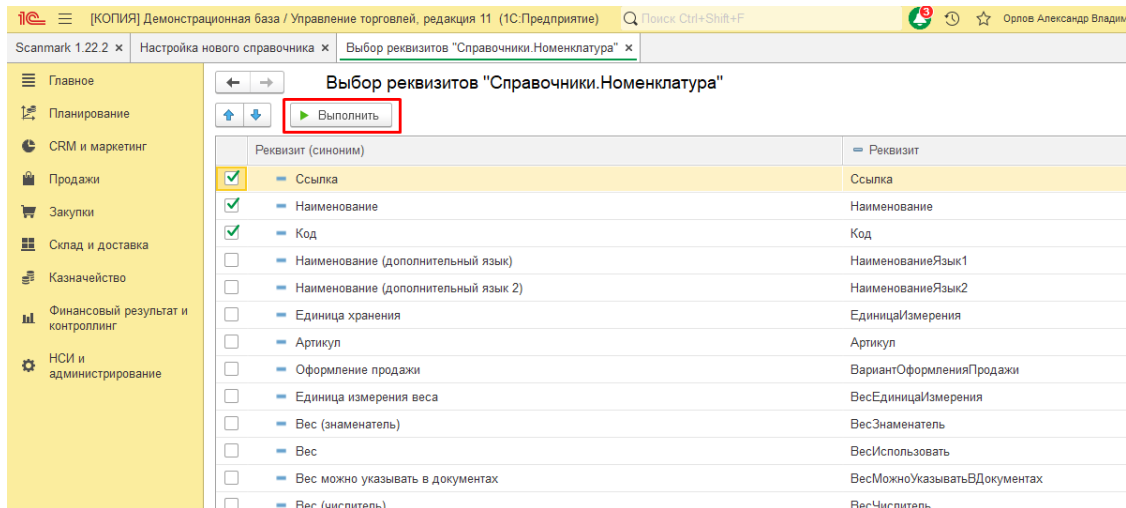 1С [КОПИЯ] Демонстрационная база / Управление торговлей, редакция 11 (1С:Предприятие) Поиск Ctrl+Shift+F 3 Орлов Александр
Scanmark 1.22.2 × Настройка нового справочника × Выбор реквизитов "Справочники.Номенклатура" ×
Главное
Планирование
CRM и маркетинг
Продажи
Закупки
Склад и доставка
Казначейство
Финансовый результат и
контроллинг
НСИ и
администрирование
Выбор реквизитов "Справочники.Номенклатура"
Выполнить
Реквизит (синоним) Реквизит
Ссылка Ссылка
Наименование Наименование
Код Код
Наименование (дополнительный язык) НаименованиеЯзык1
Наименование (дополнительный язык 2) НаименованиеЯзык2
Единица хранения ЕдиницаИзмерения
Артикул Артикул
Оформление продажи ВариантОформленияПродажи
Единица измерения веса ВесЕдиницаИзмерения
Вес (знаменатель) ВесЗнаменатель
Вес ВесИспользовать
Вес можно указывать в документах ВесМожноУказыватьВДокументах
Вес (числитель) ВесЧислитель